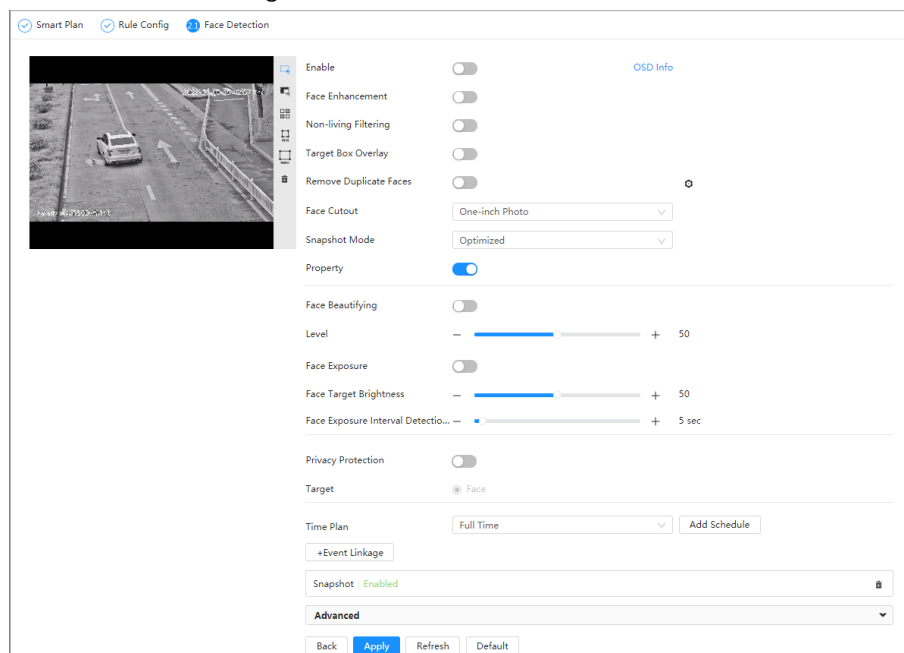 Smart Plan Rule Config 2.1 Face Detection
Enable OSD Info
Face Enhancement
Non-living Filtering
Target Box Overlay
Remove Duplicate Faces
Face Cutout One-inch Photo
Snapshot Mode Optimized
Property
Face Beautifying
Level − + 50
Face Exposure
Face Target Brightness − + 50
Face Exposure Interval Detectio... − + 5 sec
Privacy Protection
Target Face
Time Plan Full Time Add Schedule
+Event Linkage
Snapshot Enabled
Advanced
Back Apply Refresh Default